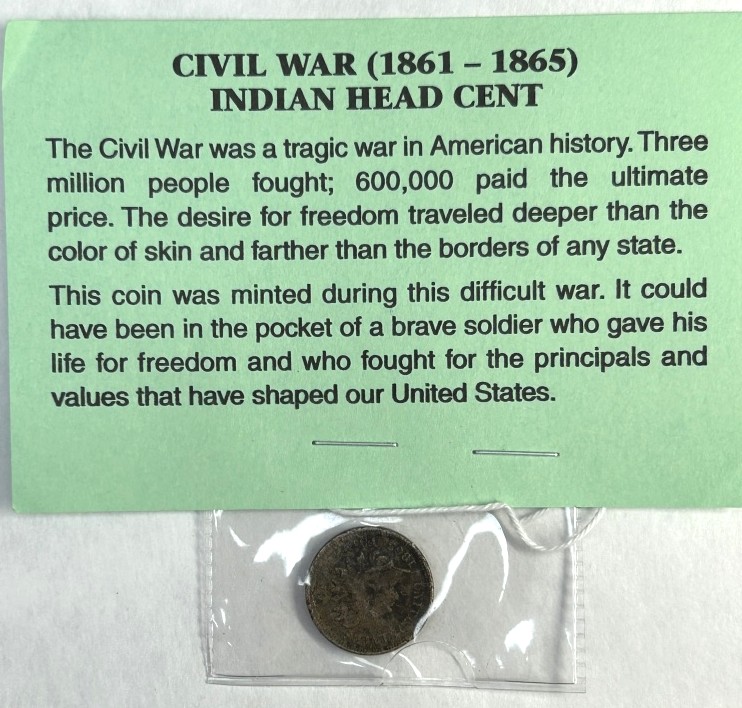 CIVIL WAR (1861 – 1865)
INDIAN HEAD CENT
The Civil War was a tragic war in American history. Three
million people fought; 600,000 paid the ultimate
price. The desire for freedom traveled deeper than the
color of skin and farther than the borders of any state.
This coin was minted during this difficult war. It could
have been in the pocket of a brave soldier who gave his
life for freedom and who fought for the principals and
values that have shaped our United States.